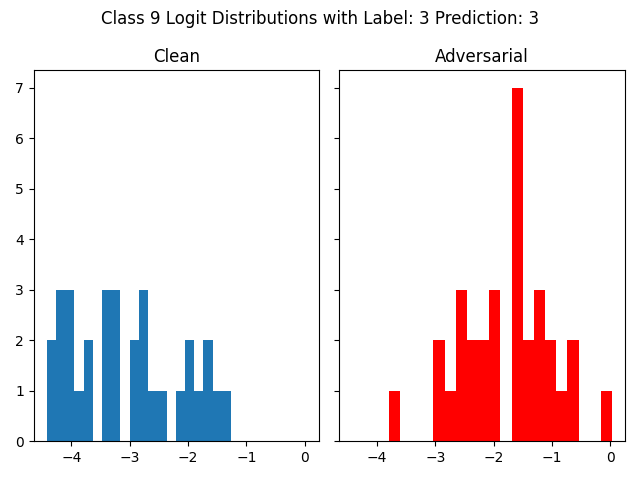 Class 9 Logit Distributions with Label: 3 Prediction: 3
Clean
Adversarial
7
6
5
4
3
2
1
0
−4 −3 −2 −1 0
−4 −3 −2 −1 0